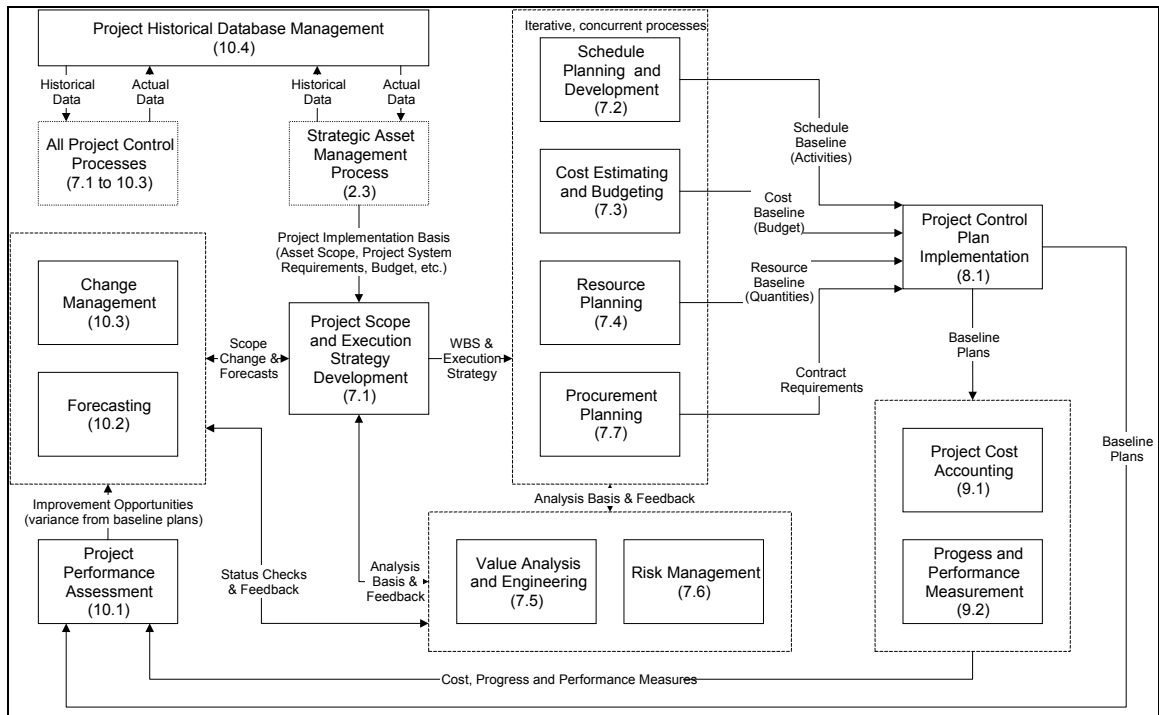 Project Historical Database Management
(10.4)
Historical
Data
Actual
Data
Historical
Data
Actual
Data
All Project Control
Processes
(7.1 to 10.3)
Strategic Asset
Management
Process
(2.3)
Project Implementation Basis
(Asset Scope, Project System
Requirements, Budget, etc.)
Change
Management
(10.3)
Forecasting
(10.2)
Scope
Change &
Forecasts
Project Scope
and Execution
Strategy
Development
(7.1)
WBS &
Execution
Strategy
Improvement Opportunities
(variance from baseline plans)
Project
Performance
Assessment
(10.1)
Status Checks
& Feedback
Analysis
Basis &
Feedback
Iterative, concurrent processes
Schedule
Planning and
Development
(7.2)
Cost Estimating
and Budgeting
(7.3)
Resource
Planning
(7.4)
Procurement
Planning
(7.7)
Analysis Basis & Feedback
Value Analysis
and Engineering
(7.5)
Risk Management
(7.6)
Schedule
Baseline
(Activities)
Cost
Baseline
(Budget)
Resource
Baseline
(Quantities)
Contract
Requirements
Project Control
Plan
Implementation
(8.1)
Baseline
Plans
Baseline
Plans
Project Cost
Accounting
(9.1)
Progess and
Performance
Measurement
(9.2)
Cost, Progress and Performance Measures